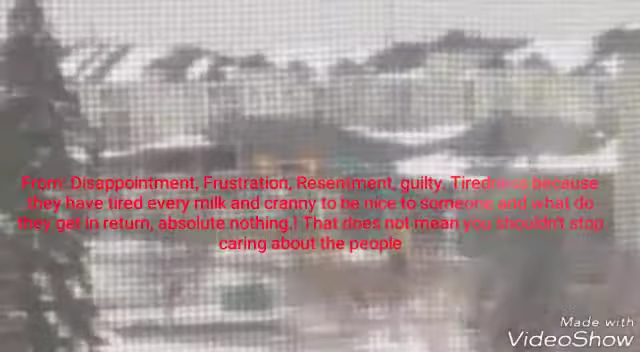 From: Disappointment, Frustration, Resentment, guilty. Tiredness because
they have tired every milk and cranny to be nice to someone and what do
they get in return, absolute nothing.! That does not mean you shouldn't stop
caring about the people
Made with
VideoShow